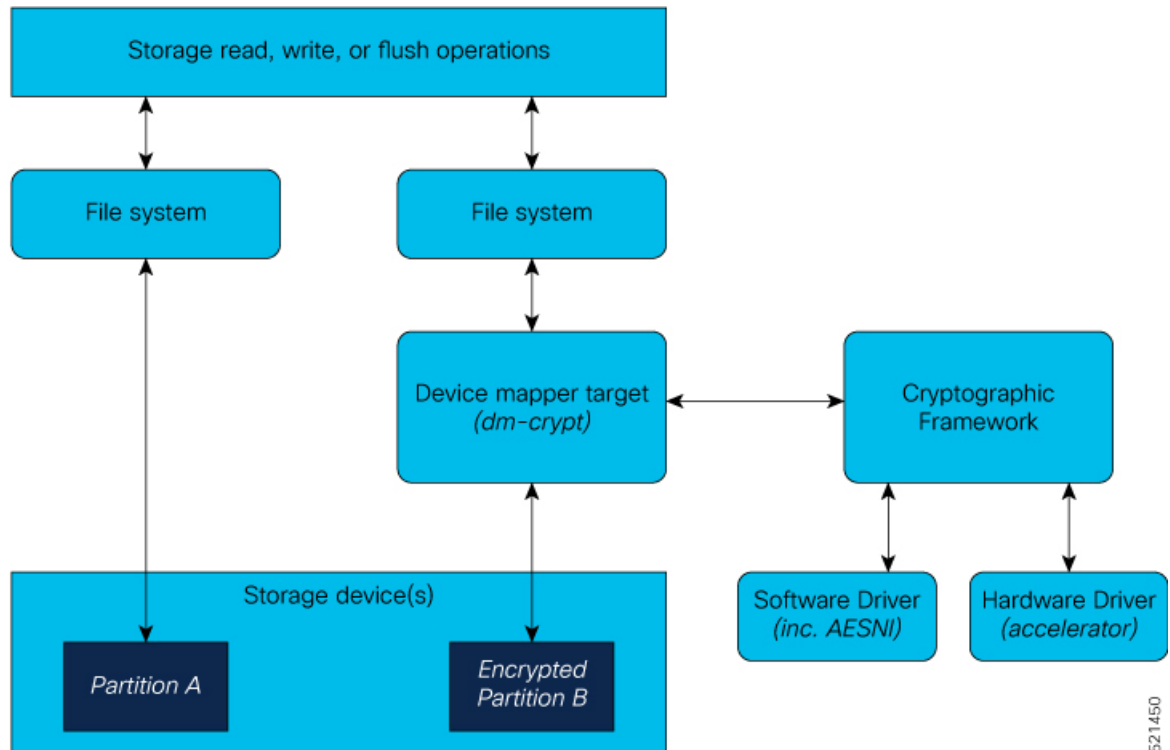 Storage read, write, or flush operations
File system
File system
Device mapper target
(dm-crypt)
Cryptographic
Framework
Storage device(s)
Software Driver
(inc. AESNI)
Hardware Driver
(accelerator)
Partition A
Encrypted
Partition B
521450